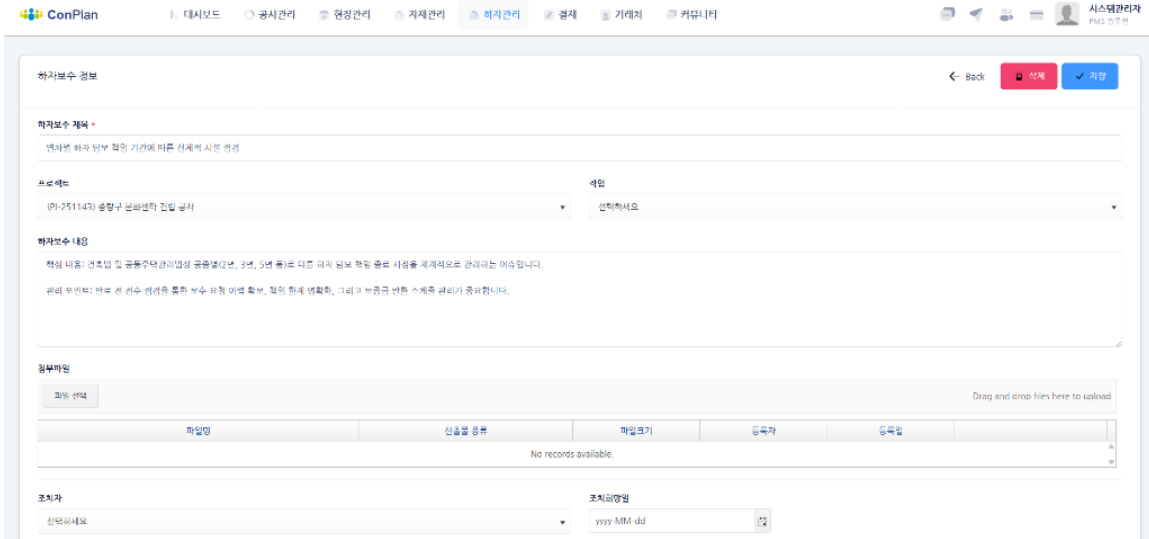 ConPlan 대시보드 공사관리 현장관리 자재관리 하자관리 결재 거래처 커뮤니티 시스템관리자
PMS 솔루션
하자보수 정보 Back 삭제 저장
하자보수 제목 *
연차별 하자 담보 책임 기간에 따른 선제적 시설 점검
프로젝트 작업
(PJ-251143) 중랑구 문화센타 건립 공사 선택하세요
하자보수 내용
핵심 내용: 건축법 및 공동주택관리법상 공종별(2년, 3년, 5년 등)로 다른 하자 담보 책임 종료 시점을 체계적으로 관리하는 이슈입니다.
관리 포인트: 만료 전 전수 점검을 통한 보수 요청 이력 확보, 책임 한계 명확화, 그리고 보증금 반환 스케줄 관리가 중요합니다.
첨부파일
파일 선택 Drag and drop files here to upload
파일명 산출물 종류 파일크기 등록자 등록일
No records available.
조치자 조치희망일
선택하세요 yyyy-MM-dd